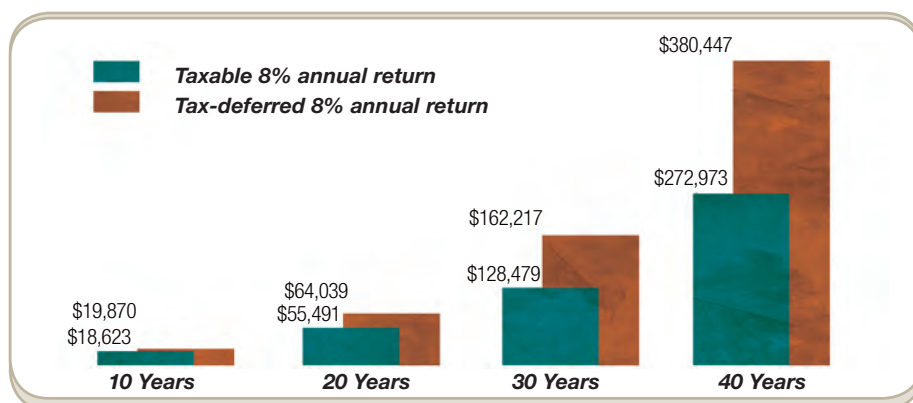 $380,447
Taxable 8% annual return
Tax-deferred 8% annual return
$272,973
$162,217
$128,479
$64,039
$55,491
$19,870
$18,623
10 Years
20 Years
30 Years
40 Years